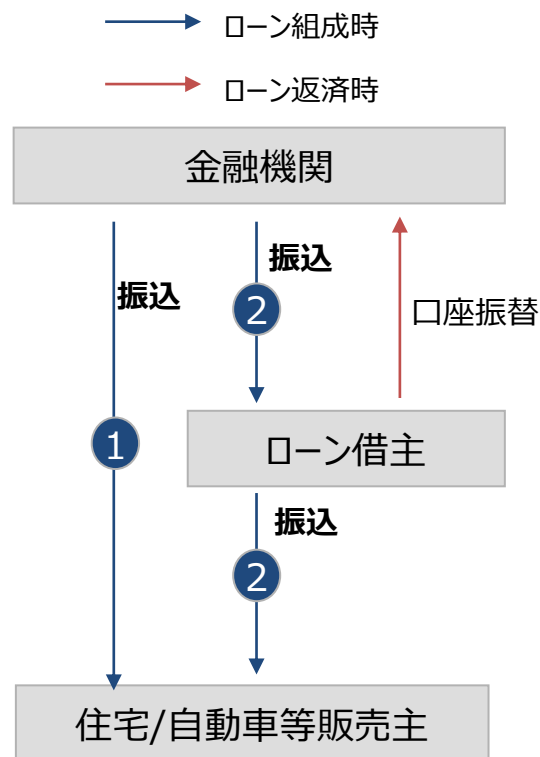 ローン組成時
ローン返済時
金融機関
振込
振込
2
口座振替
1
ローン借主
振込
2
住宅/自動車等販売主